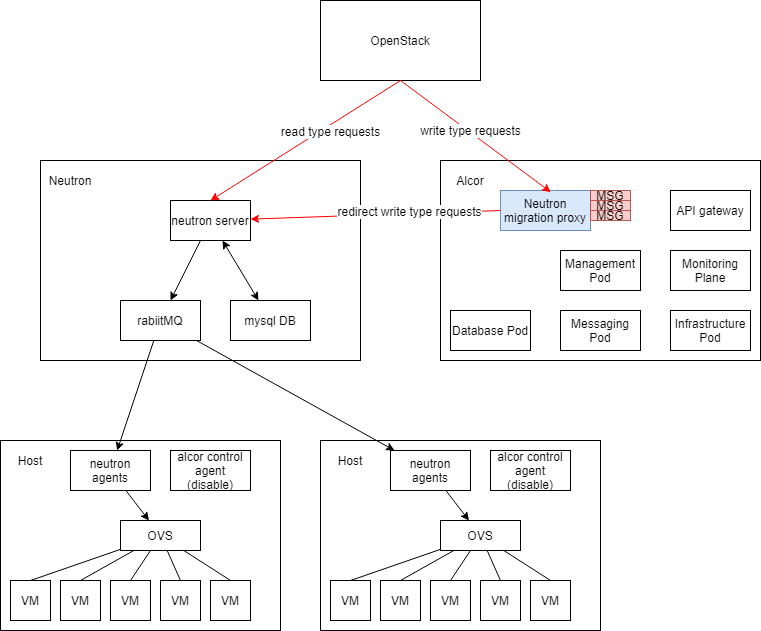 OpenStack
read type requests
write type requests
Neutron
Alcor
neutron server
redirect write type requests
Neutron
migration proxy
MSG
MSG
MSG
API gateway
Management
Pod
Monitoring
Plane
rabiitMQ
mysql DB
Database Pod
Messaging
Pod
Infrastructure
Pod
Host
neutron
agents
alcor control
agent
(disable)
OVS
VM
VM
VM
VM
VM
Host
neutron
agents
alcor control
agent
(disable)
OVS
VM
VM
VM
VM
VM